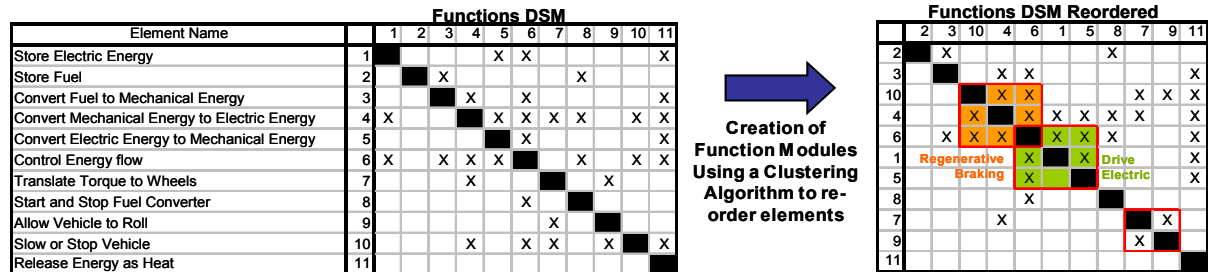 Functions DSM
Element Name 1 2 3 4 5 6 7 8 9 10 11
Store Electric Energy 1 X X X
Store Fuel 2 X X
Convert Fuel to Mechanical Energy 3 X X X
Convert Mechanical Energy to Electric Energy 4 X X X X X X X
Convert Electric Energy to Mechanical Energy 5 X X
Control Energy flow 6 X X X X X X X
Translate Torque to Wheels 7 X X
Start and Stop Fuel Converter 8 X
Allow Vehicle to Roll 9 X
Slow or Stop Vehicle 10 X X X X X
Release Energy as Heat 11
Creation of
Function Modules
Using a Clustering
Algorithm to re-
order elements
Functions DSM Reordered
2 3 10 4 6 1 5 8 7 9 11
2 X X
3 X X X
10 X X X X X
4 X X X X X X X
6 X X X X X X X
1 X X X
5 X X
8 X
7 X X
9 X
11
Regenerative
Braking
Drive
Electric